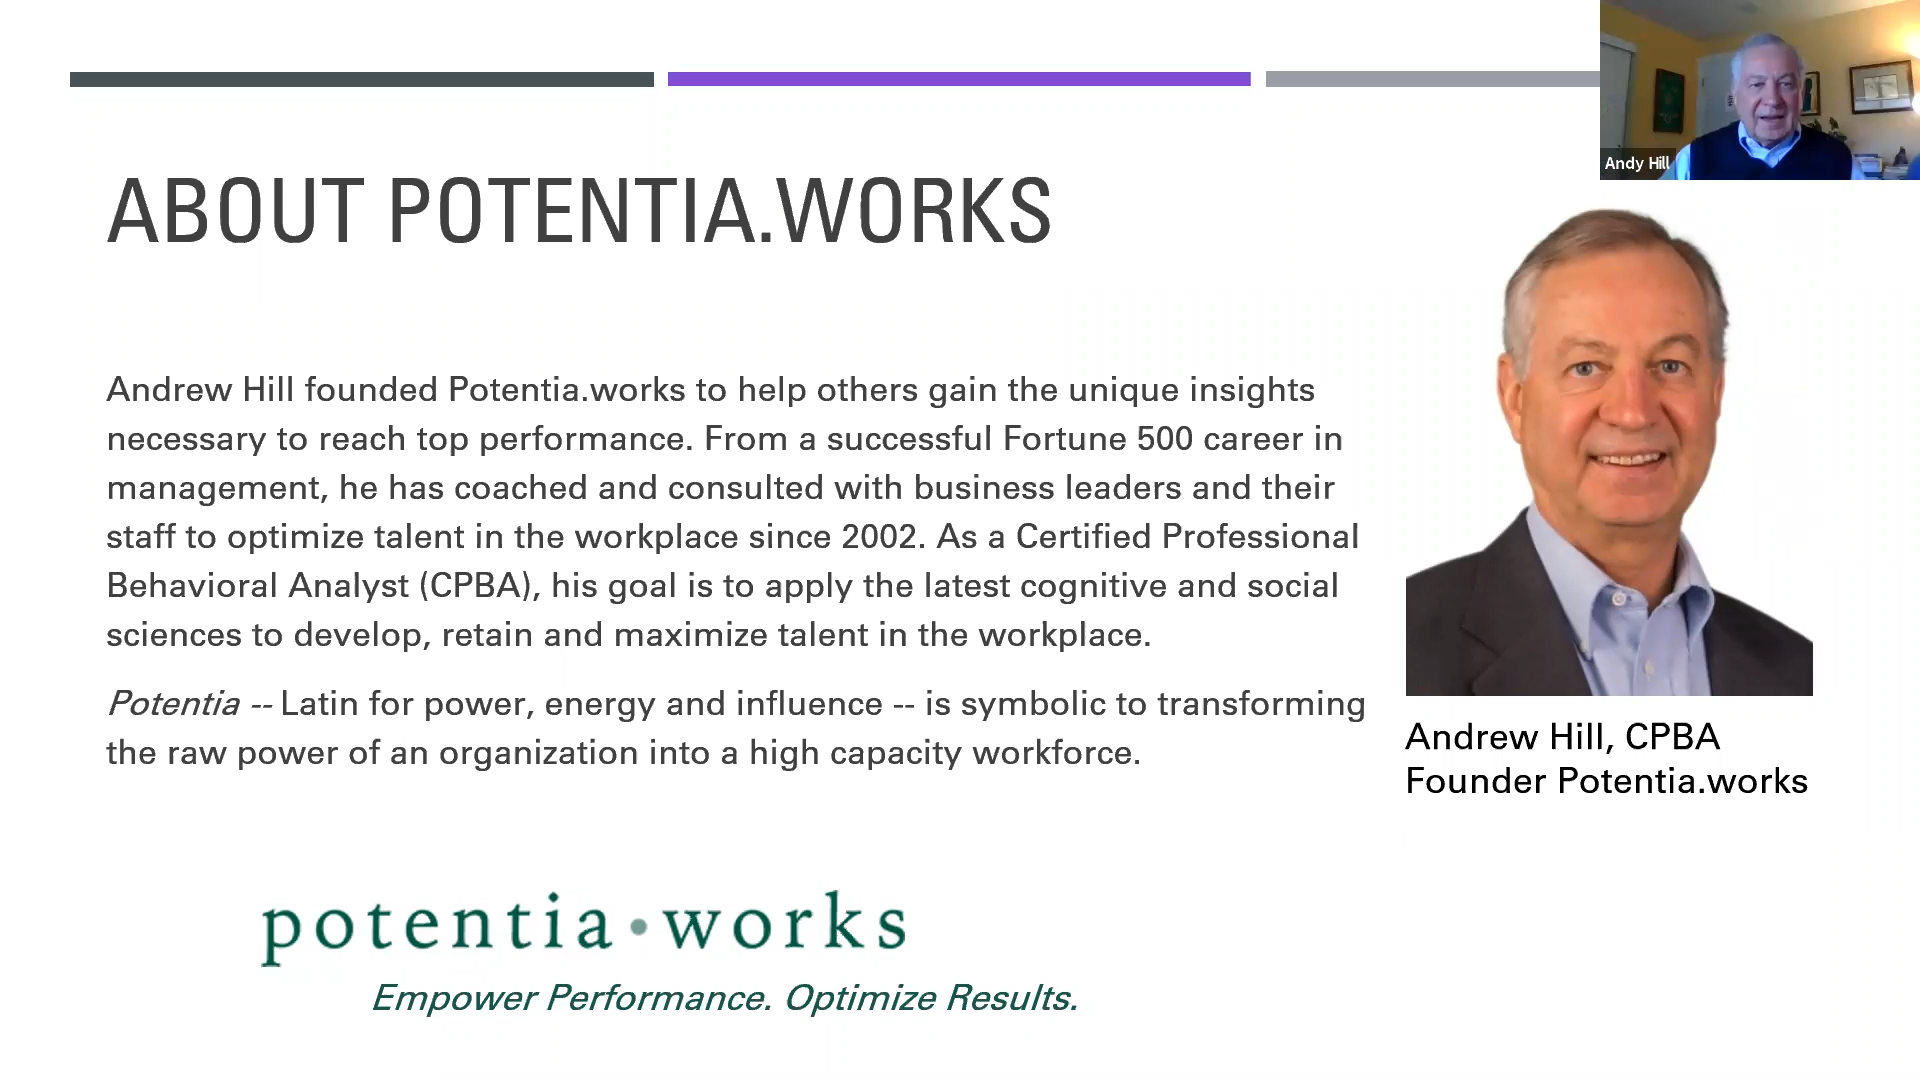 Andy Hill
ABOUT POTENTIA.WORKS
Andrew Hill founded Potentia.works to help others gain the unique insights
necessary to reach top performance. From a successful Fortune 500 career in
management, he has coached and consulted with business leaders and their
staff to optimize talent in the workplace since 2002. As a Certified Professional
Behavioral Analyst (CPBA), his goal is to apply the latest cognitive and social
sciences to develop, retain and maximize talent in the workplace.
Potentia -- Latin for power, energy and influence -- is symbolic to transforming
the raw power of an organization into a high capacity workforce.
Andrew Hill, CPBA
Founder Potentia.works
potentia•works
Empower Performance. Optimize Results.